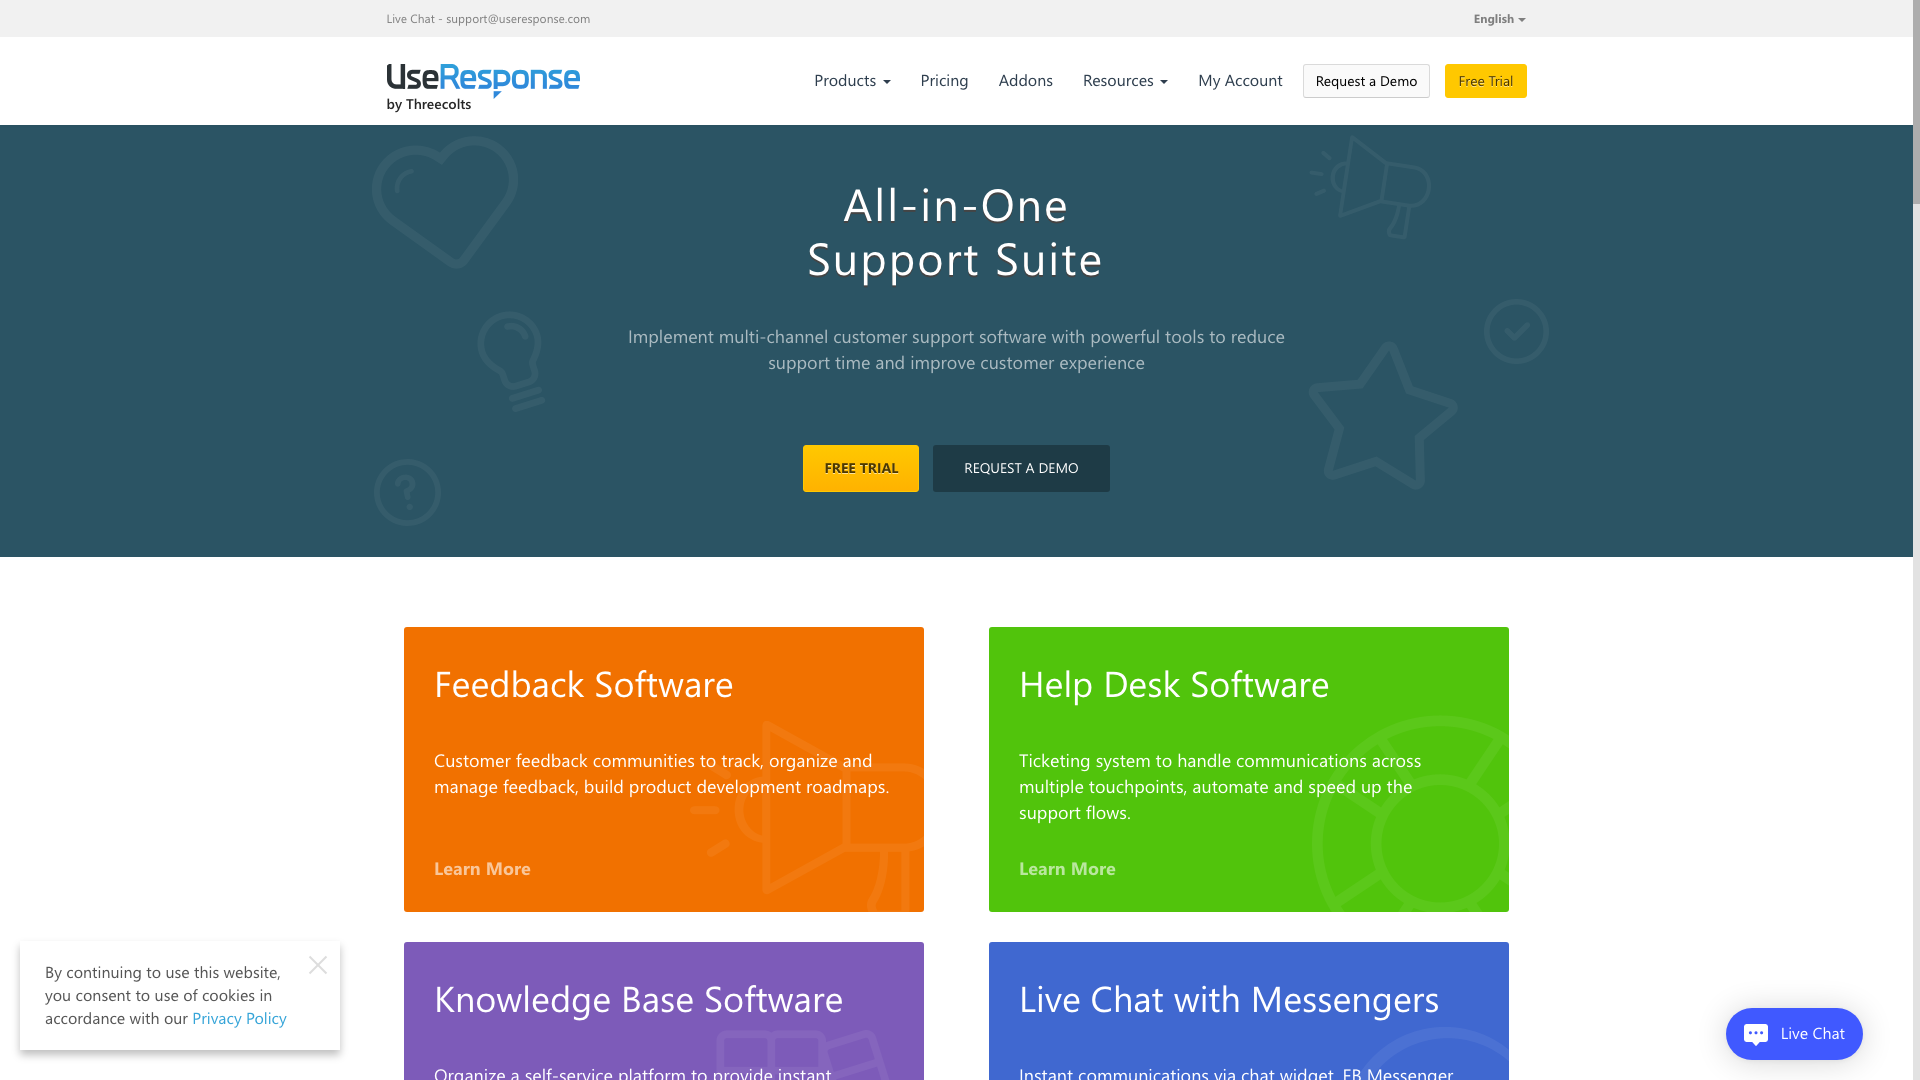 Live Chat - support@useresponse.com
English
UseResponse
by Threecolts
Products
Pricing
Addons
Resources
My Account
Request a Demo
Free Trial
All-in-One
Support Suite
Implement multi-channel customer support software with powerful tools to reduce
support time and improve customer experience
FREE TRIAL
REQUEST A DEMO
Feedback Software
Customer feedback communities to track, organize and
manage feedback, build product development roadmaps.
Learn More
Help Desk Software
Ticketing system to handle communications across
multiple touchpoints, automate and speed up the
support flows.
Learn More
Knowledge Base Software
Organize a self-service platform to provide instant
Live Chat with Messengers
Instant communications via chat widget, FB Messenger
By continuing to use this website,
you consent to use of cookies in
accordance with our Privacy Policy
Live Chat